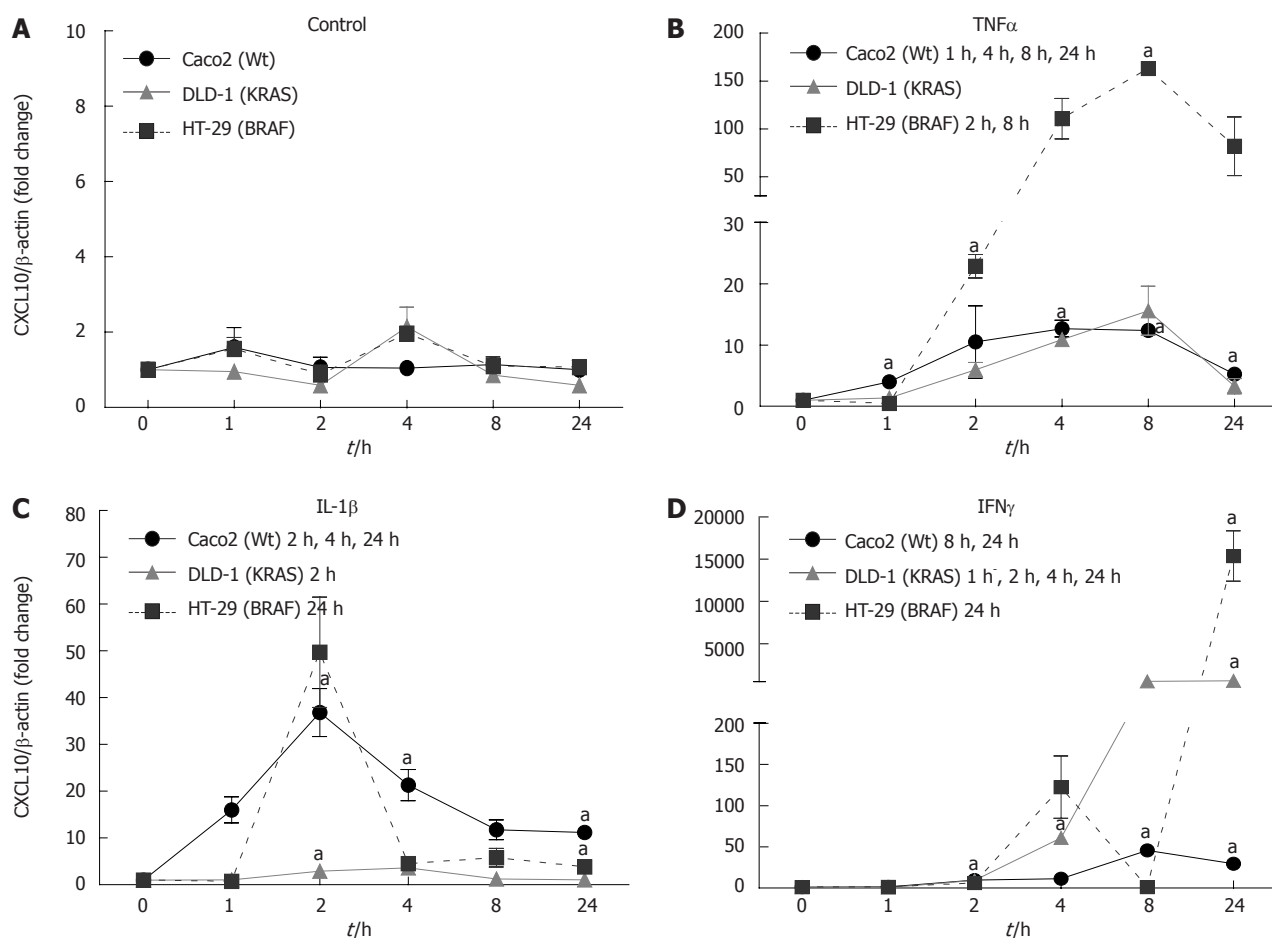 A
Control
CXCL10/β-actin (fold change)
10
8
6
4
2
0
Caco2 (Wt)
DLD-1 (KRAS)
HT-29 (BRAF)
0 1 2 4 8 24
t/h
B
TNFα
200
150
100
50
30
20
10
0
Caco2 (Wt) 1 h, 4 h, 8 h, 24 h
DLD-1 (KRAS)
HT-29 (BRAF) 2 h, 8 h
a
a
a
a
a
a
0 1 2 4 8 24
t/h
C
IL-1β
CXCL10/β-actin (fold change)
80
70
60
50
40
30
20
10
0
Caco2 (Wt) 2 h, 4 h, 24 h
DLD-1 (KRAS) 2 h
HT-29 (BRAF) 24 h
a
a
a
a
a
0 1 2 4 8 24
t/h
D
IFNγ
20000
15000
10000
5000
200
150
100
50
0
Caco2 (Wt) 8 h, 24 h
DLD-1 (KRAS) 1 h-, 2 h, 4 h, 24 h
HT-29 (BRAF) 24 h
a
a
a
a
a
a
0 1 2 4 8 24
t/h